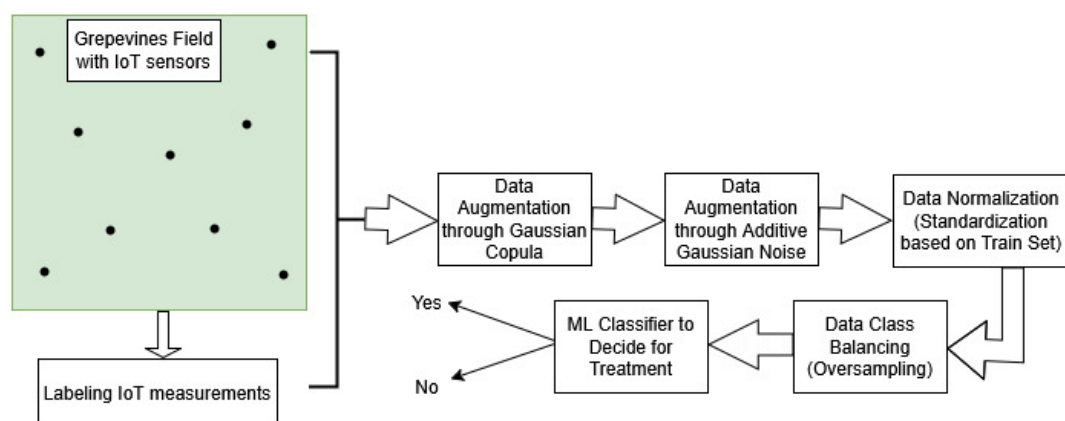 Grepevines Field
with IoT sensors
Labeling IoT measurements
Data
Augmentation
through Gaussian
Copula
Data
Augmentation
through Additive
Gaussian Noise
Data Normalization
(Standardization
based on Train Set)
Data Class
Balancing
(Oversampling)
ML Classifier to
Decide for
Treatment
Yes
No